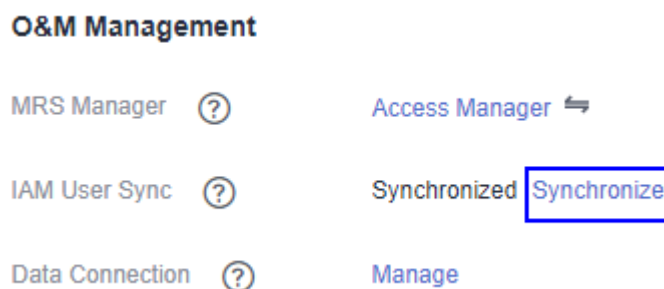 O&M Management
MRS Manager ? Access Manager
IAM User Sync ? Synchronized Synchronize
Data Connection ? Manage